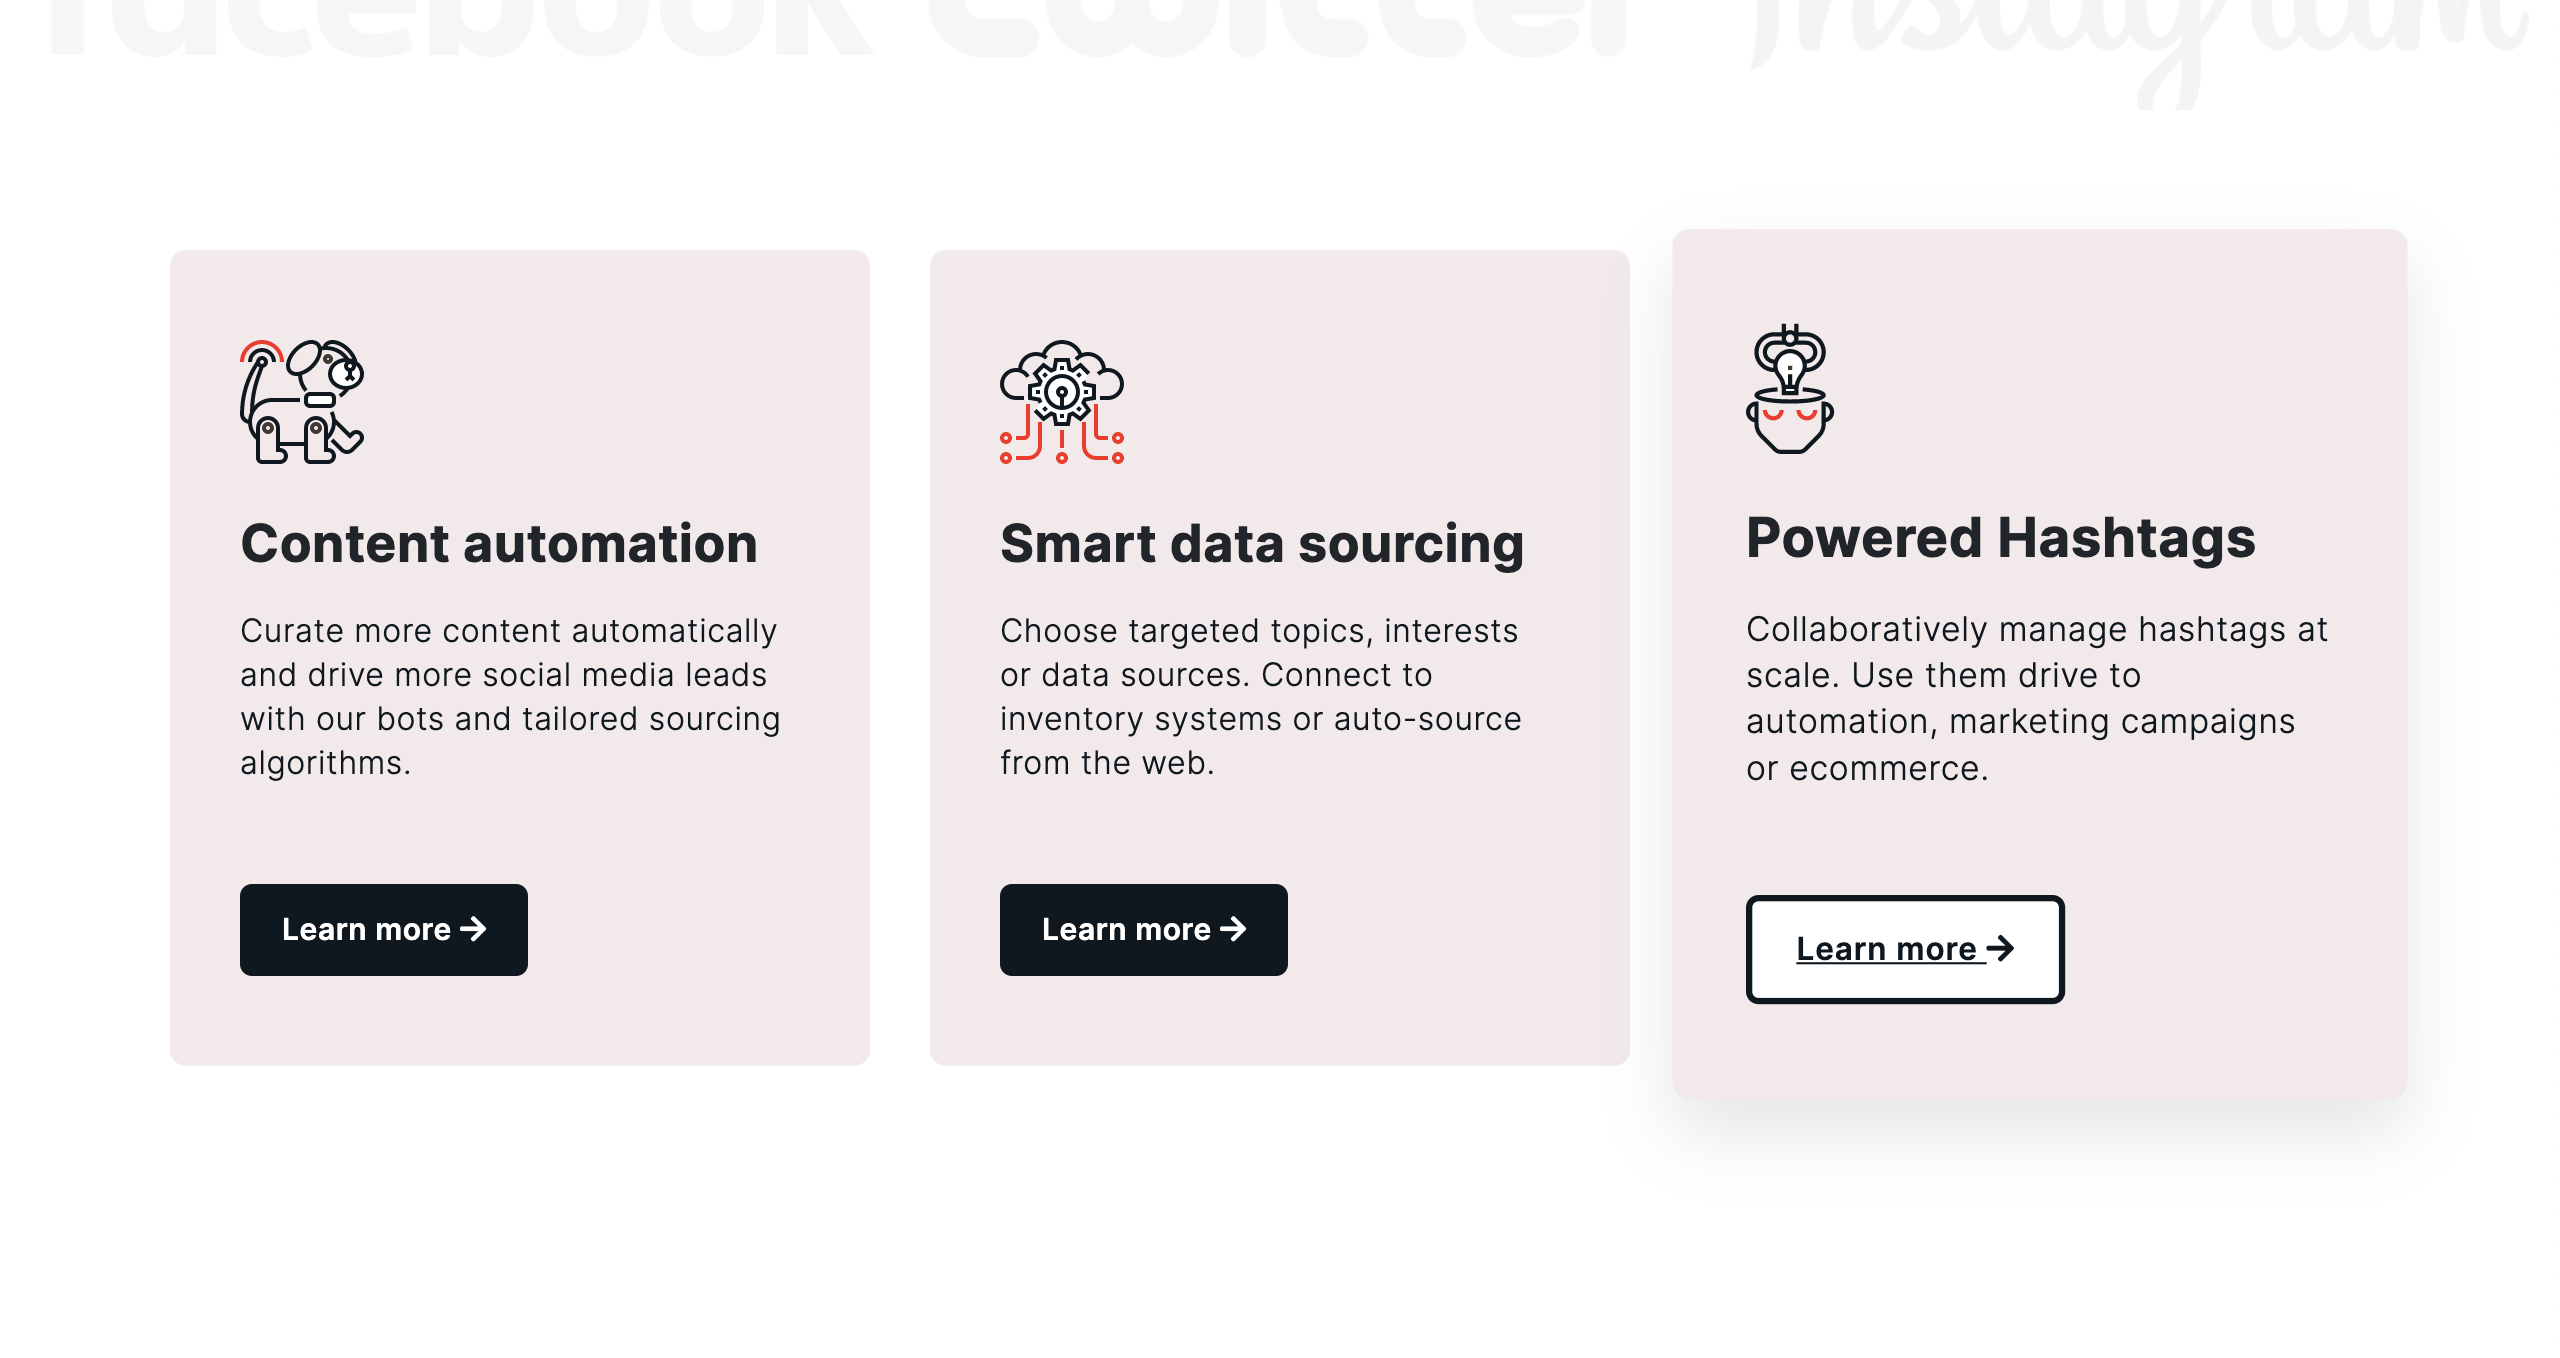 facebook twitter Instagram
Content automation
Curate more content automatically
and drive more social media leads
with our bots and tailored sourcing
algorithms.
Learn more
Smart data sourcing
Choose targeted topics, interests
or data sources. Connect to
inventory systems or auto-source
from the web.
Learn more
Powered Hashtags
Collaboratively manage hashtags at
scale. Use them drive to
automation, marketing campaigns
or ecommerce.
Learn more